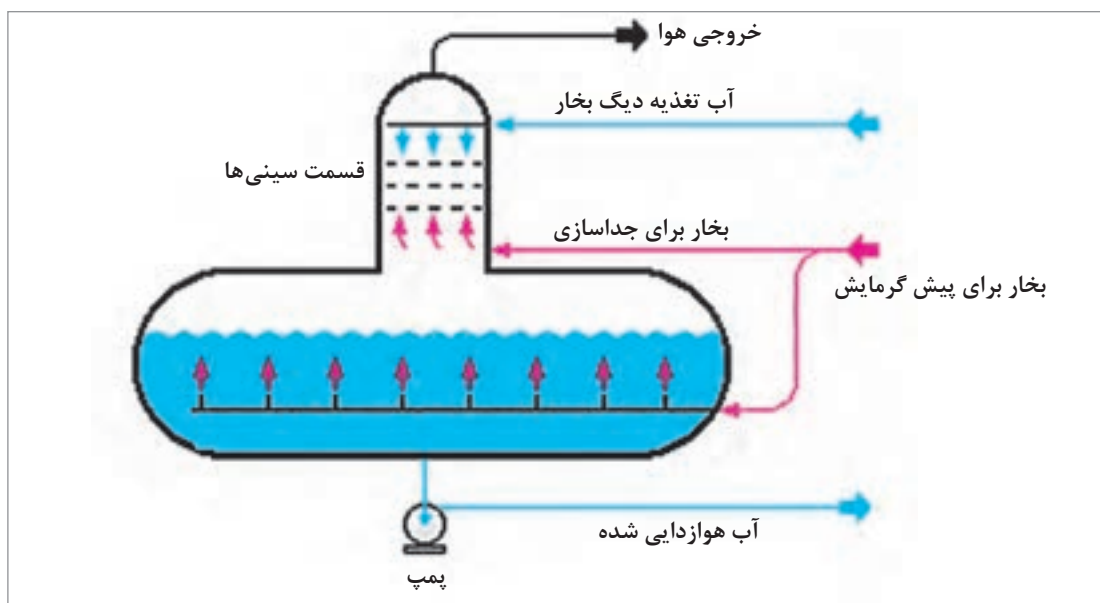 خروجی هوا
آب تغذیه دیگ بخار
قسمت سینی‌ها
بخار برای جداسازی
بخار برای پیش گرمایش
آب هوازدایی شده
پمپ